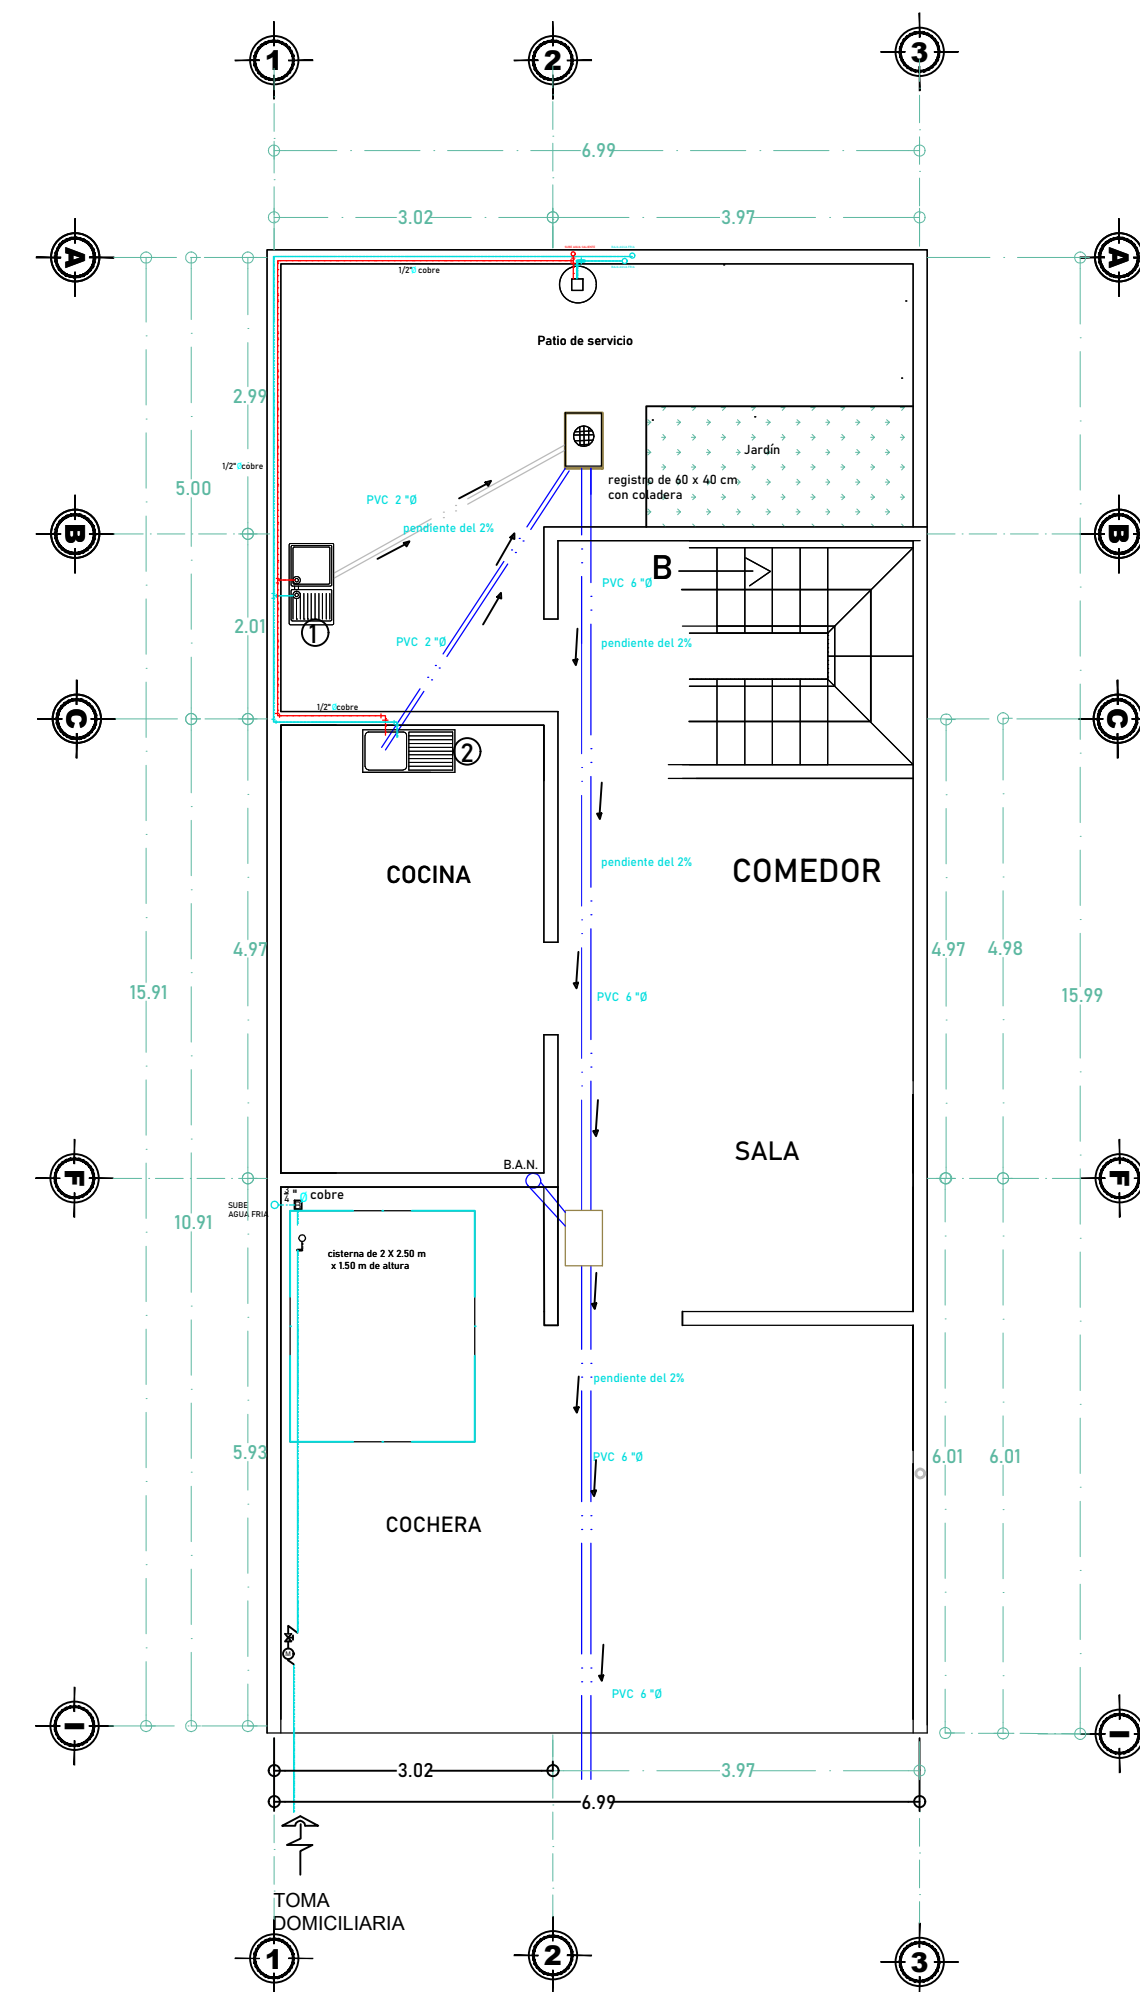 1
2
3
6.99
3.02
3.97
A
A
1/2"Ø cobre
Patio de servicio
2.99
Jardín
1/2"Øcobre
registro de 60 x 40 cm
con coladera
5.00
PVC 2 "Ø
pendiente del 2%
B
B
B
PVC 6 "Ø
2.01
1
PVC 2 "Ø
pendiente del 2%
1/2"Øcobre
C
C
2
pendiente del 2%
COCINA
COMEDOR
4.97
4.97
4.98
15.91
15.99
PVC 6 "Ø
SALA
B.A.N.
F
F
3/4 "Ø cobre
SUBE
AGUA FRIA
10.91
cisterna de 2 X 2.50 m
x 1.50 m de altura
pendiente del 2%
5.93
PVC 6 "Ø
6.01
6.01
COCHERA
M
PVC 6 "Ø
I
I
3.02
3.97
6.99
TOMA
DOMICILIARIA
1
2
3